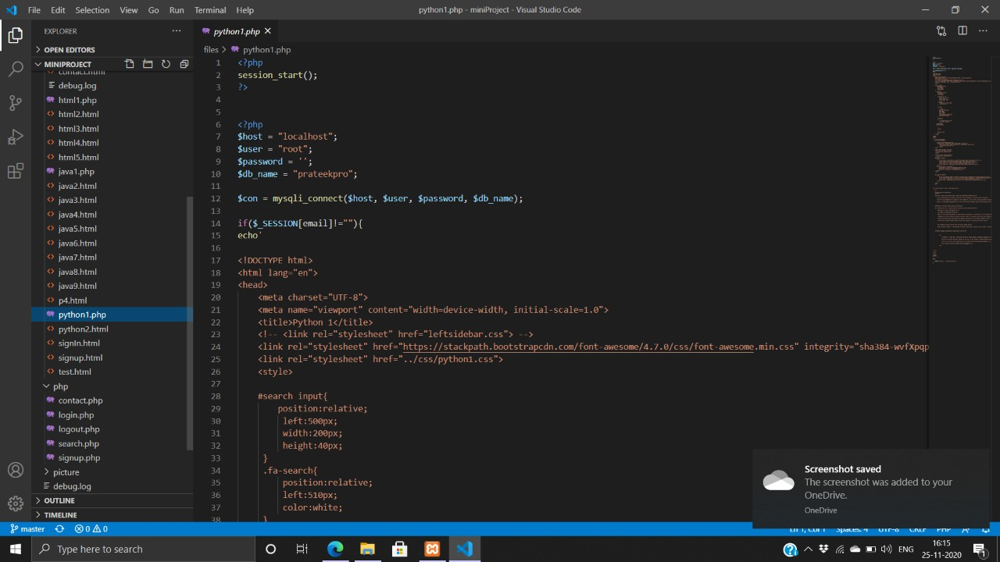 File Edit Selection View Go Run Terminal Help
python1.php - miniProject - Visual Studio Code
EXPLORER
OPEN EDITORS
MINIPROJECT
contact.html
debug.log
html1.php
html2.html
html3.html
html4.html
html5.html
java1.php
java2.html
java3.html
java4.html
java5.html
java6.html
java7.html
java8.html
java9.html
p4.html
python1.php
python2.html
signIn.html
signup.html
test.html
php
contact.php
login.php
logout.php
search.php
signup.php
picture
debug.log
OUTLINE
TIMELINE
python1.php
files > python1.php
1 <?php
2 session_start();
3 ?>
4
5
6 <?php
7 $host = "localhost";
8 $user = "root";
9 $password = '';
10 $db_name = "prateekpro";
11
12 $con = mysqli_connect($host, $user, $password, $db_name);
13
14 if($_SESSION[email]!=""){
15 echo'
16
17 <!DOCTYPE html>
18 <html lang="en">
19 <head>
20 <meta charset="UTF-8">
21 <meta name="viewport" content="width=device-width, initial-scale=1.0">
22 <title>Python 1</title>
23 <!-- <link rel="stylesheet" href="leftsidebar.css"> -->
24 <link rel="stylesheet" href="https://stackpath.bootstrapcdn.com/font-awesome/4.7.0/css/font-awesome.min.css" integrity="sha384-wvfXpqp
25 <link rel="stylesheet" href="../css/python1.css">
26 <style>
27
28 #search input{
29 position:relative;
30 left:500px;
31 width:200px;
32 height:40px;
33 }
34 .fa-search{
35 position:relative;
36 left:510px;
37 color:white;
38 }
Screenshot saved
The screenshot was added to your
OneDrive.
OneDrive
master 0 0
Ln 1, Col 1 Spaces: 4 UTF-8 CRLF PHP
Type here to search
ENG
16:15
25-11-2020
1